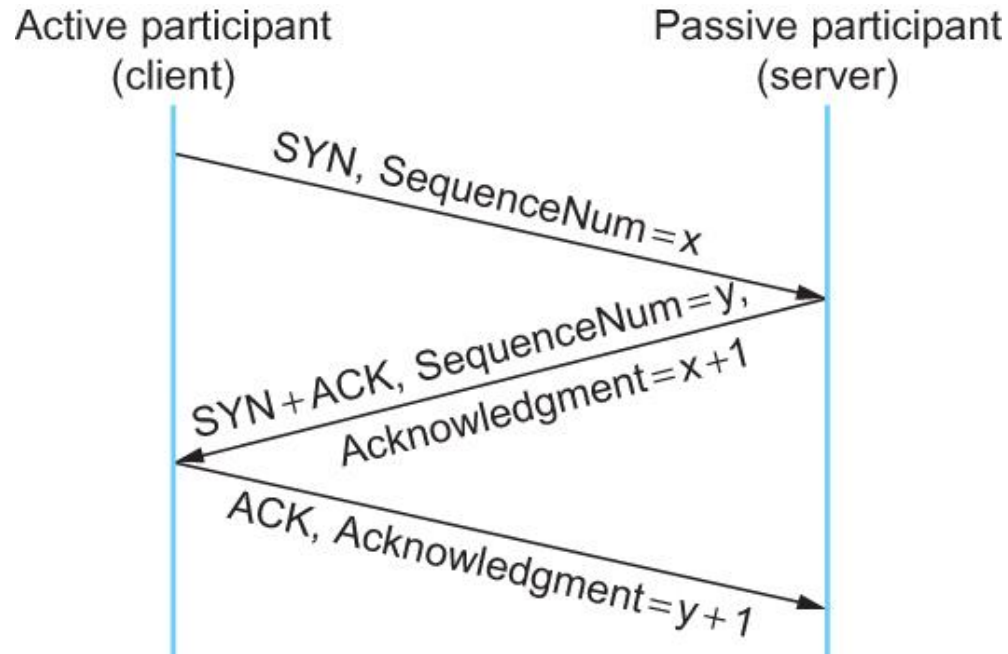 Active participant
(client)
Passive participant
(server)
SYN, SequenceNum=x
SYN+ACK, SequenceNum=y,
Acknowledgment=x+1
ACK, Acknowledgment=y+1